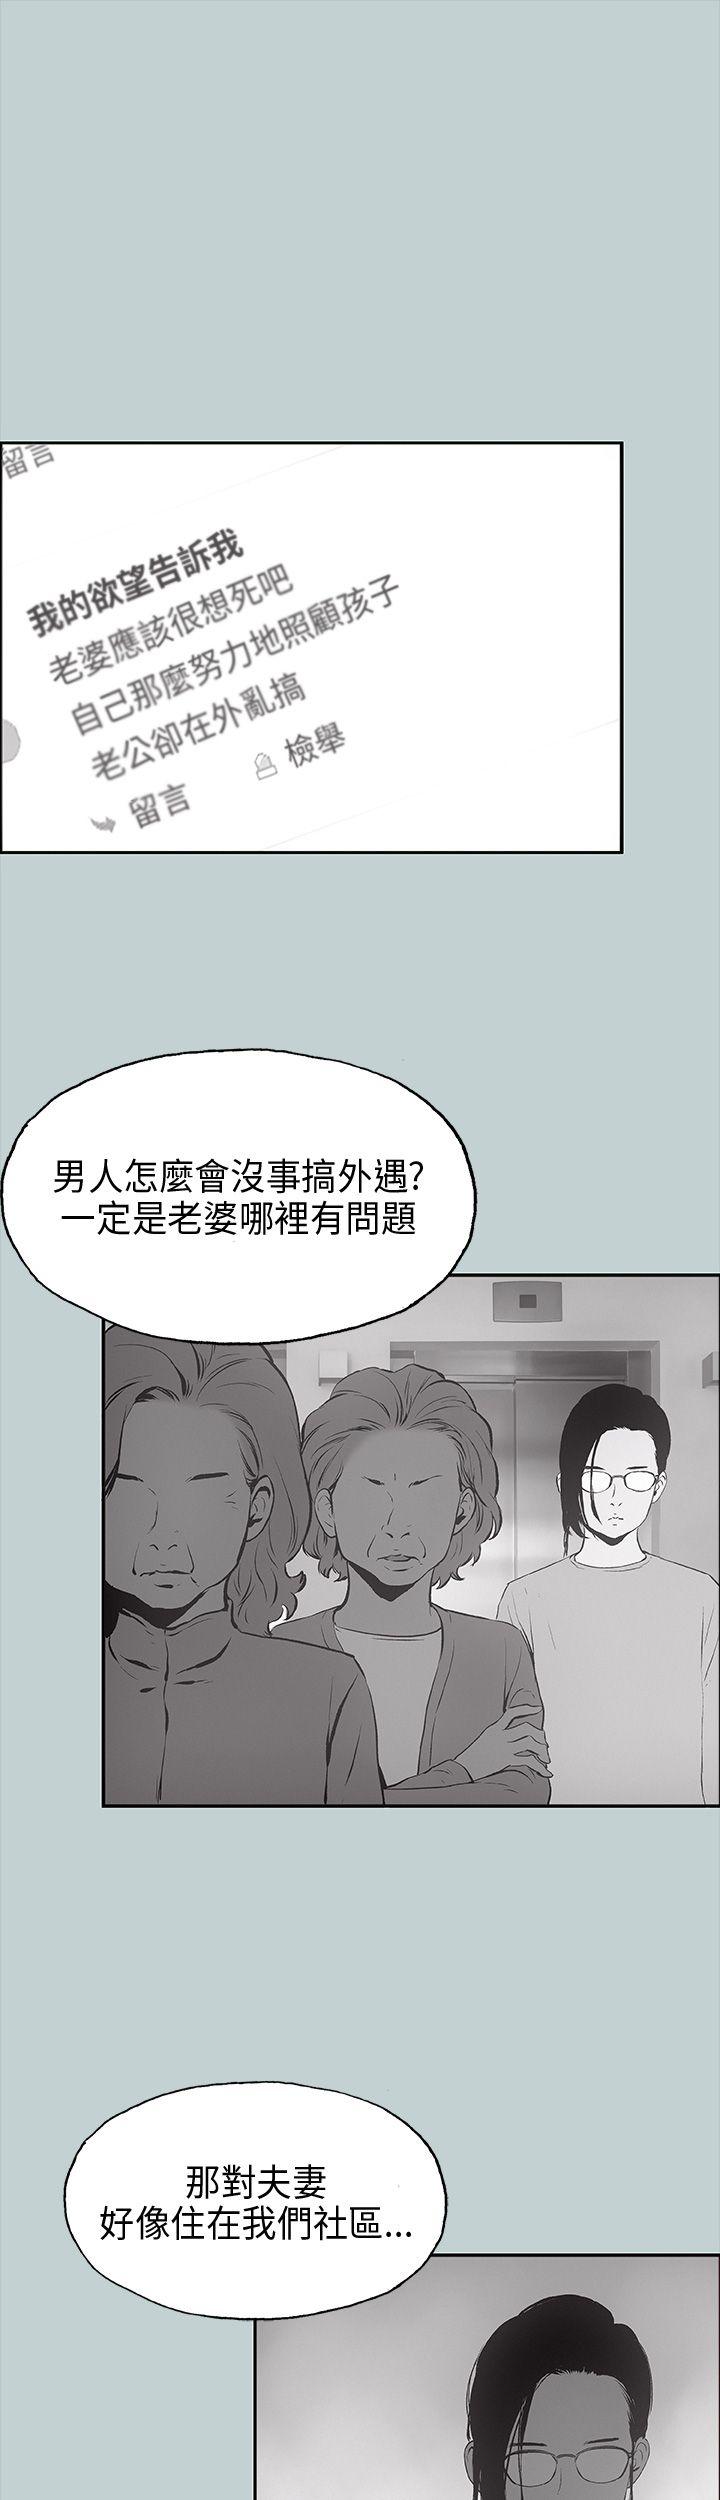 留言
我的欲望告訴我
老婆應該很想死吧
自己那麼努力地照顧孩子
老公卻在外亂搞
留言 檢舉
男人怎麼會沒事搞外遇?
一定是老婆哪裡有問題
那對夫妻
好像住在我們社區...